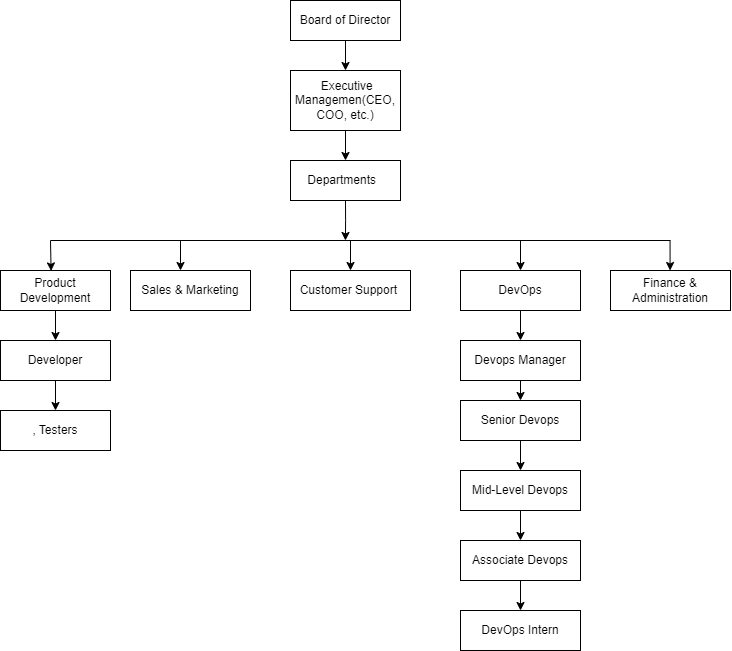 Board of Director
Executive
Managemen(CEO,
COO, etc.)
Departments
Product
Development
Sales & Marketing
Customer Support
DevOps
Finance &
Administration
Developer
Devops Manager
, Testers
Senior Devops
Mid-Level Devops
Associate Devops
DevOps Intern